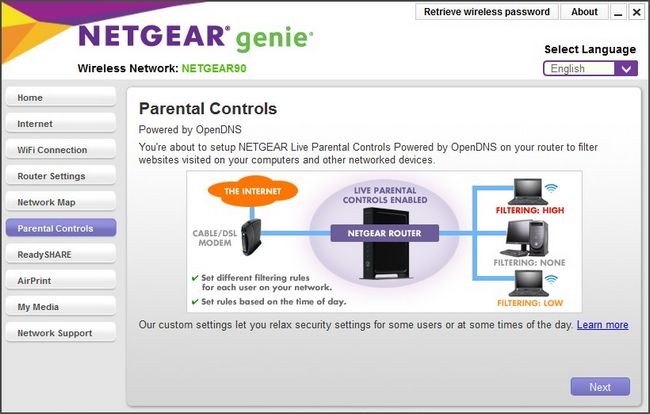 Retrieve wireless password
About
NETGEAR® genie®
Wireless Network: NETGEAR90
Select Language
English
Home
Internet
WiFi Connection
Router Settings
Network Map
Parental Controls
ReadySHARE
AirPrint
My Media
Network Support
Parental Controls
Powered by OpenDNS
You're about to setup NETGEAR Live Parental Controls Powered by OpenDNS on your router to filter
websites visited on your computers and other networked devices.
THE INTERNET
CABLE/DSL
MODEM
LIVE PARENTAL
CONTROLS ENABLED
NETGEAR ROUTER
FILTERING: HIGH
FILTERING: NONE
FILTERING: LOW
✓ Set different filtering rules
for each user on your network.
✓ Set rules based on the time of day.
Our custom settings let you relax security settings for some users or at some times of the day. Learn more
Next